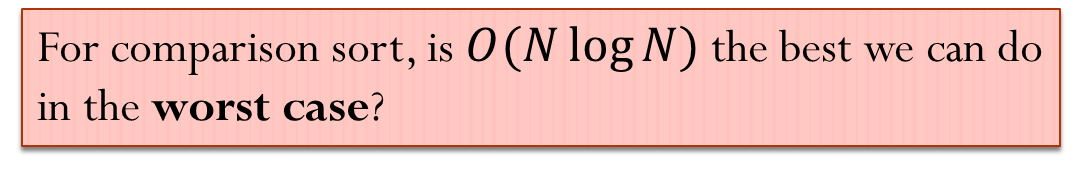 For comparison sort, is O(N log N) the best we can do
in the worst case?